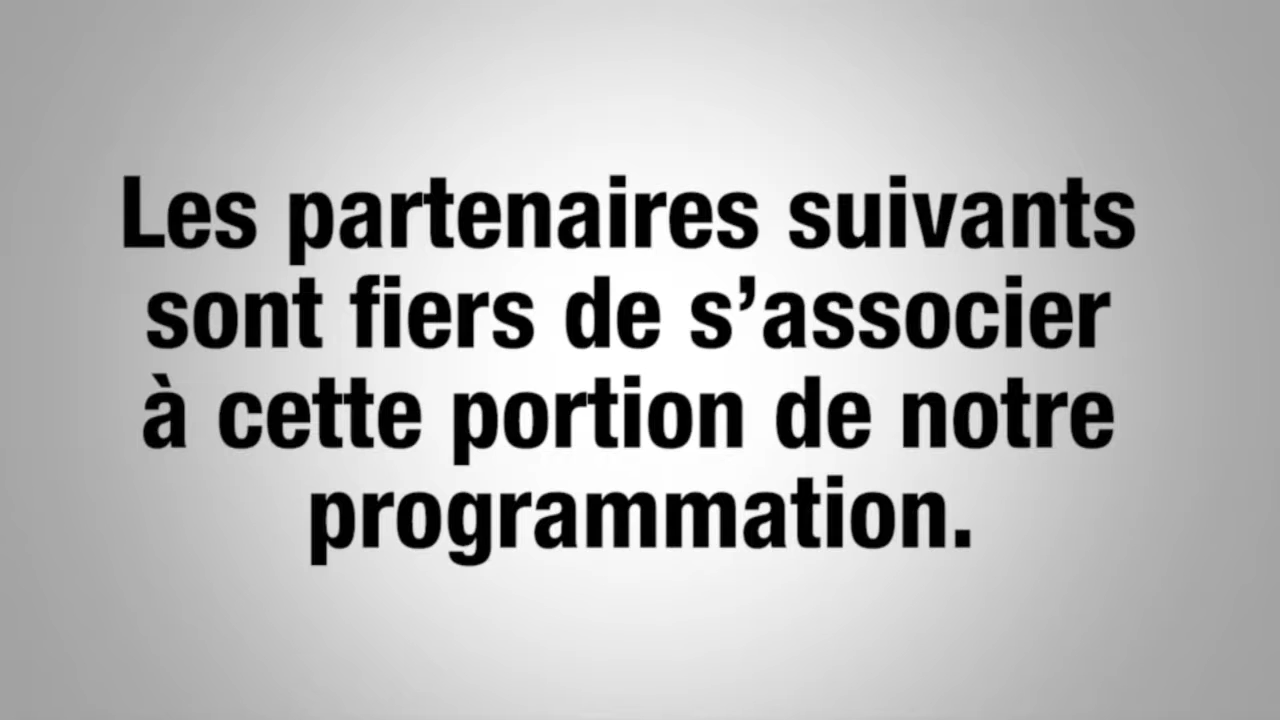 Les partenaires suivants
sont fiers de s’associer
à cette portion de notre
programmation.